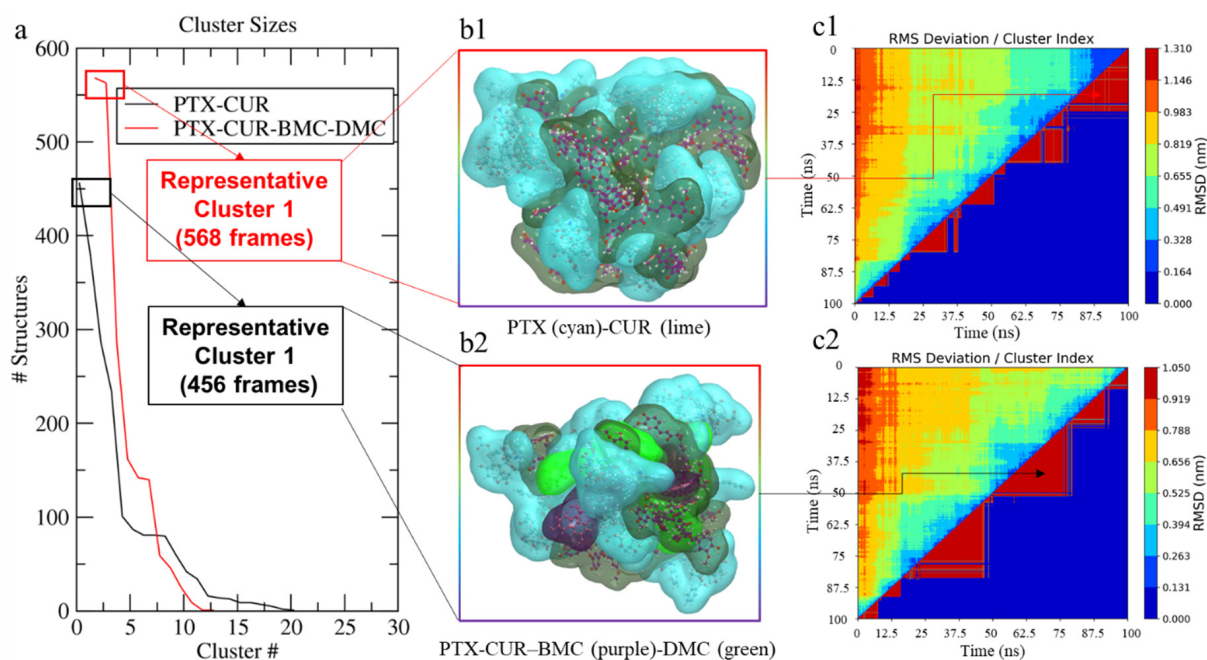 a
Cluster Sizes
600
500
400
300
200
100
0
# Structures
0
5
10
15
20
25
30
Cluster #
PTX-CUR
PTX-CUR-BMC-DMC
Representative
Cluster 1
(568 frames)
Representative
Cluster 1
(456 frames)
b1
PTX (cyan)-CUR (lime)
b2
PTX-CUR–BMC (purple)-DMC (green)
c1
RMS Deviation / Cluster Index
0
12.5
25
37.5
50
62.5
75
87.5
100
Time (ns)
0
12.5
25
37.5
50
62.5
75
87.5
100
Time (ns)
1.310
1.146
0.983
0.819
0.655
0.491
0.328
0.164
0.000
RMSD (nm)
c2
RMS Deviation / Cluster Index
0
12.5
25
37.5
50
62.5
75
87.5
100
Time (ns)
0
12.5
25
37.5
50
62.5
75
87.5
100
Time (ns)
1.050
0.919
0.788
0.656
0.525
0.394
0.263
0.131
0.000
RMSD (nm)